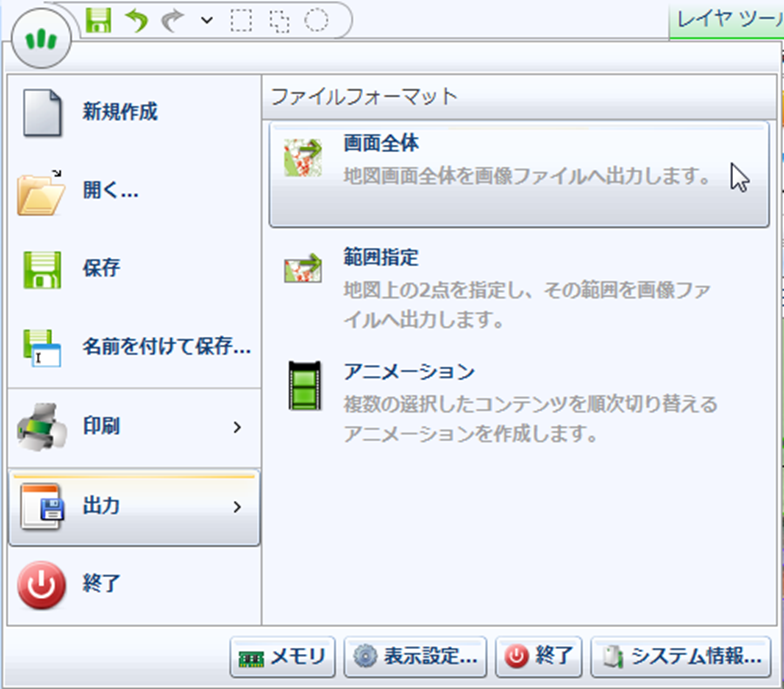 レイヤ ツール
新規作成
開く...
保存
名前を付けて保存...
印刷
出力
終了
ファイルフォーマット
画面全体
地図画面全体を画像ファイルへ出力します。
範囲指定
地図上の2点を指定し、その範囲を画像ファ
イルへ出力します。
アニメーション
複数の選択したコンテンツを順次切り替える
アニメーションを作成します。
メモリ
表示設定...
終了
システム情報...